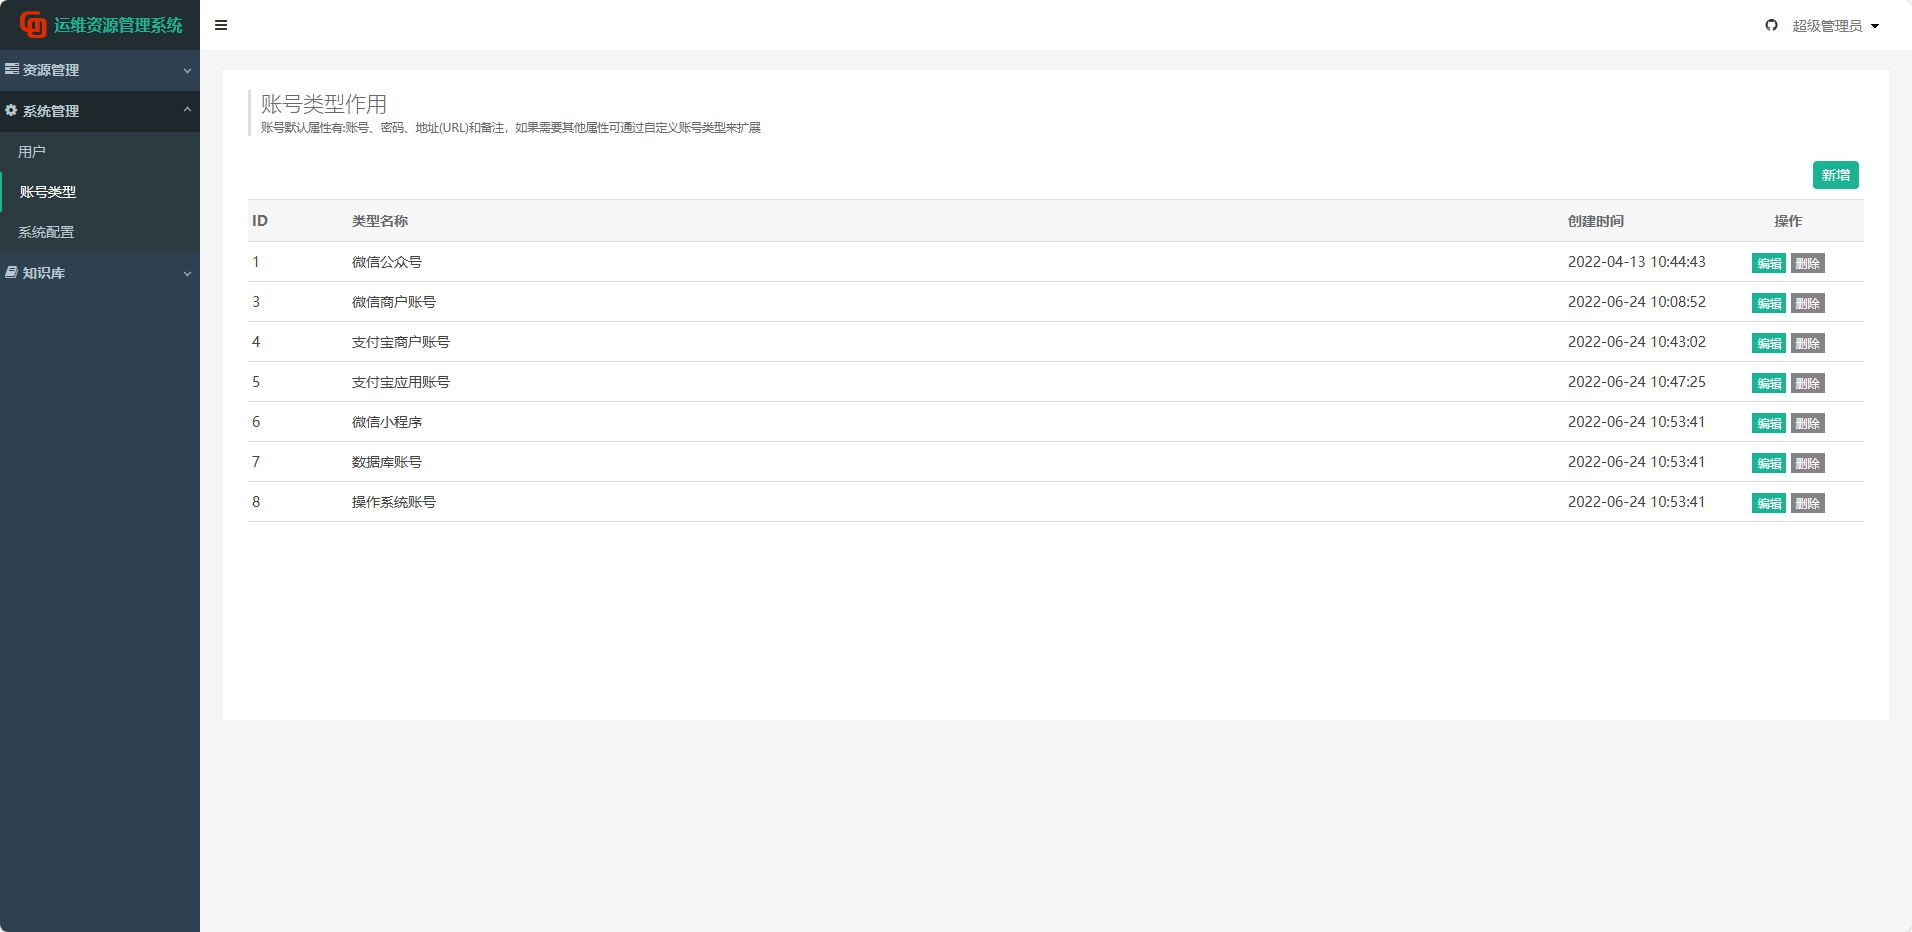 运维资源管理系统
超级管理员
资源管理
系统管理
用户
账号类型
系统配置
知识库
账号类型作用
账号默认属性有:账号、密码、地址(URL)和备注，如果需要其他属性可通过自定义账号类型来扩展
新增
ID 类型名称 创建时间 操作
1 微信公众号 2022-04-13 10:44:43 编辑 删除
3 微信商户账号 2022-06-24 10:08:52 编辑 删除
4 支付宝商户账号 2022-06-24 10:43:02 编辑 删除
5 支付宝应用账号 2022-06-24 10:47:25 编辑 删除
6 微信小程序 2022-06-24 10:53:41 编辑 删除
7 数据库账号 2022-06-24 10:53:41 编辑 删除
8 操作系统账号 2022-06-24 10:53:41 编辑 删除